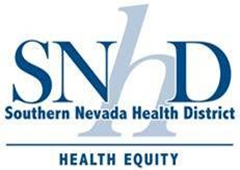 SNhD
Southern Nevada Health District
HEALTH EQUITY